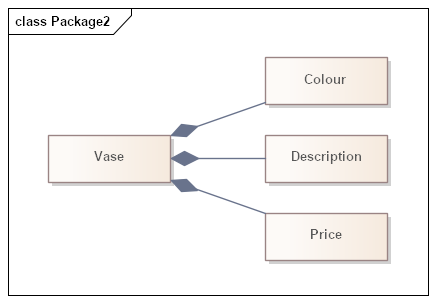 class Package2
Colour
Vase
Description
Price